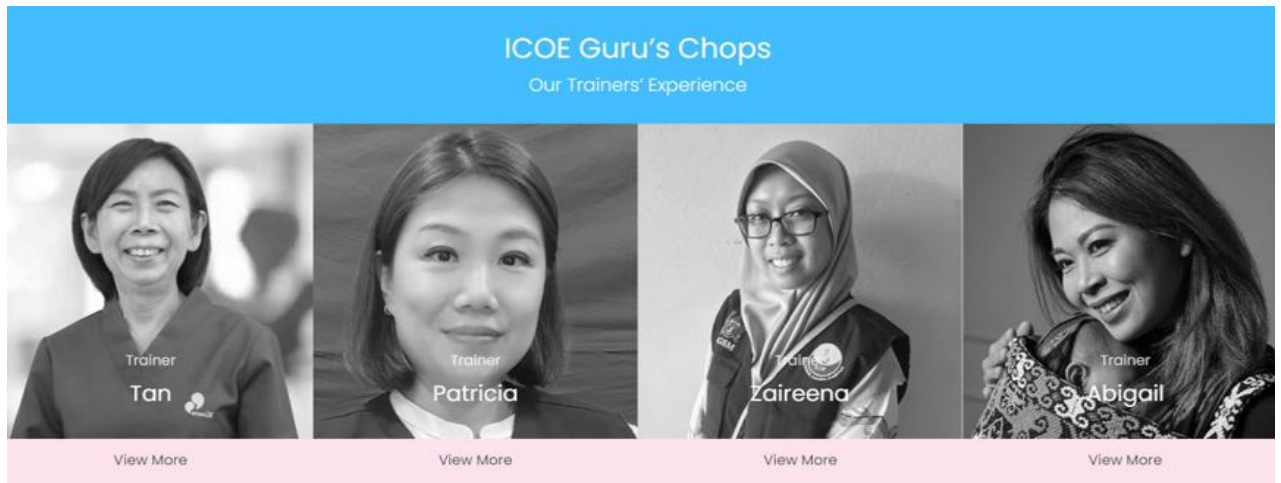 ICOE Guru’s Chops
Our Trainers’ Experience
Trainer
Tan
Trainer
Patricia
Trainer
Zaireena
Trainer
Abigail
View More
View More
View More
View More